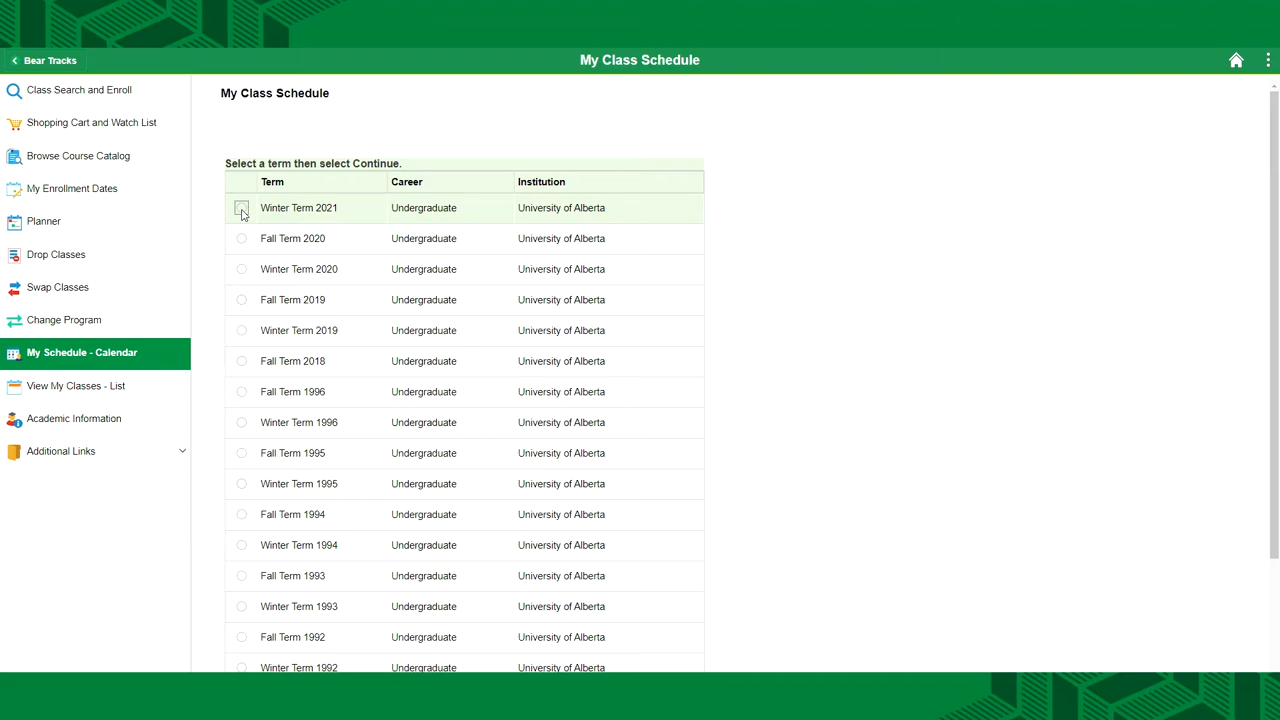 Bear Tracks
My Class Schedule
Class Search and Enroll
Shopping Cart and Watch List
Browse Course Catalog
My Enrollment Dates
Planner
Drop Classes
Swap Classes
Change Program
My Schedule - Calendar
View My Classes - List
Academic Information
Additional Links
My Class Schedule
Select a term then select Continue.
Term Career Institution
Winter Term 2021 Undergraduate University of Alberta
Fall Term 2020 Undergraduate University of Alberta
Winter Term 2020 Undergraduate University of Alberta
Fall Term 2019 Undergraduate University of Alberta
Winter Term 2019 Undergraduate University of Alberta
Fall Term 2018 Undergraduate University of Alberta
Fall Term 1996 Undergraduate University of Alberta
Winter Term 1996 Undergraduate University of Alberta
Fall Term 1995 Undergraduate University of Alberta
Winter Term 1995 Undergraduate University of Alberta
Fall Term 1994 Undergraduate University of Alberta
Winter Term 1994 Undergraduate University of Alberta
Fall Term 1993 Undergraduate University of Alberta
Winter Term 1993 Undergraduate University of Alberta
Fall Term 1992 Undergraduate University of Alberta
Winter Term 1992 Undergraduate University of Alberta